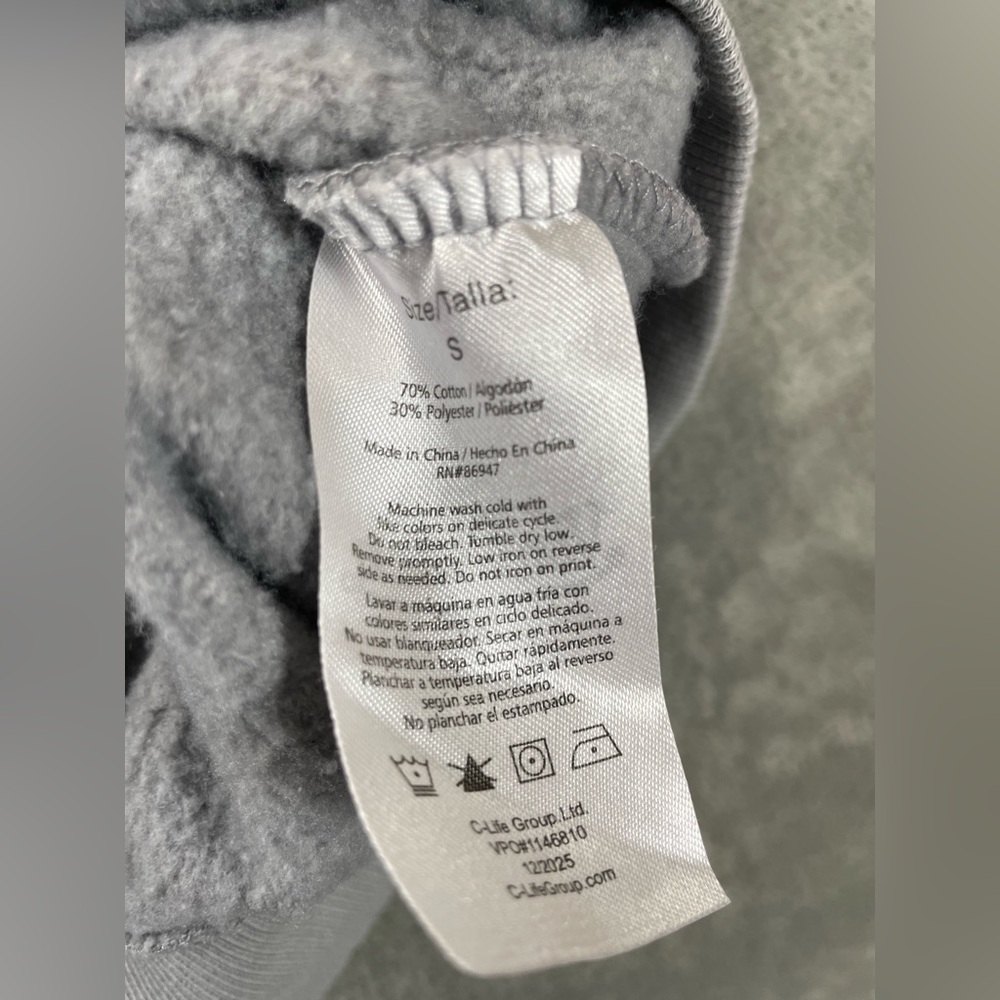 Size/Talla:
S
70% Cotton / Algodón
30% Polyester / Poliéster
Made in China / Hecho En China
RN#86947
Machine wash cold with
like colors on delicate cycle.
Do not bleach. Tumble dry low.
Remove promptly. Low iron on reverse
side as needed. Do not iron on print.
Lavar a máquina en agua fría con
colores similares en ciclo delicado.
No usar blanqueador. Secar en máquina a
temperatura baja. Quitar rápidamente.
Planchar a temperatura baja al reverso
según sea necesario.
No planchar el estampado.
C-Life Group Ltd.
VPO#1146810
12/2025
C-LifeGroup.com